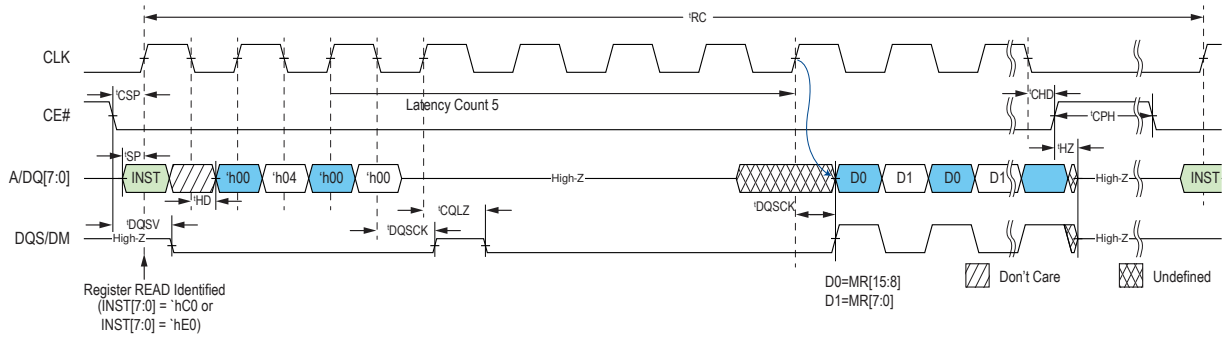 tRC
CLK
tCSP
Latency Count 5
tCHD
CE#
tCPH
tSP
tHZ
A/DQ[7:0]
INST
'h00
'h04
'h00
'h00
High-Z
D0
D1
D0
D1
High-Z
INST
tHD
tDQSV
tDQSCK
tCQLZ
tDQSCK
DQS/DM
High-Z
High-Z
Register READ Identified
(INST[7:0] = `hC0 or
INST[7:0] = `hE0)
D0=MR[15:8]
D1=MR[7:0]
Don't Care
Undefined